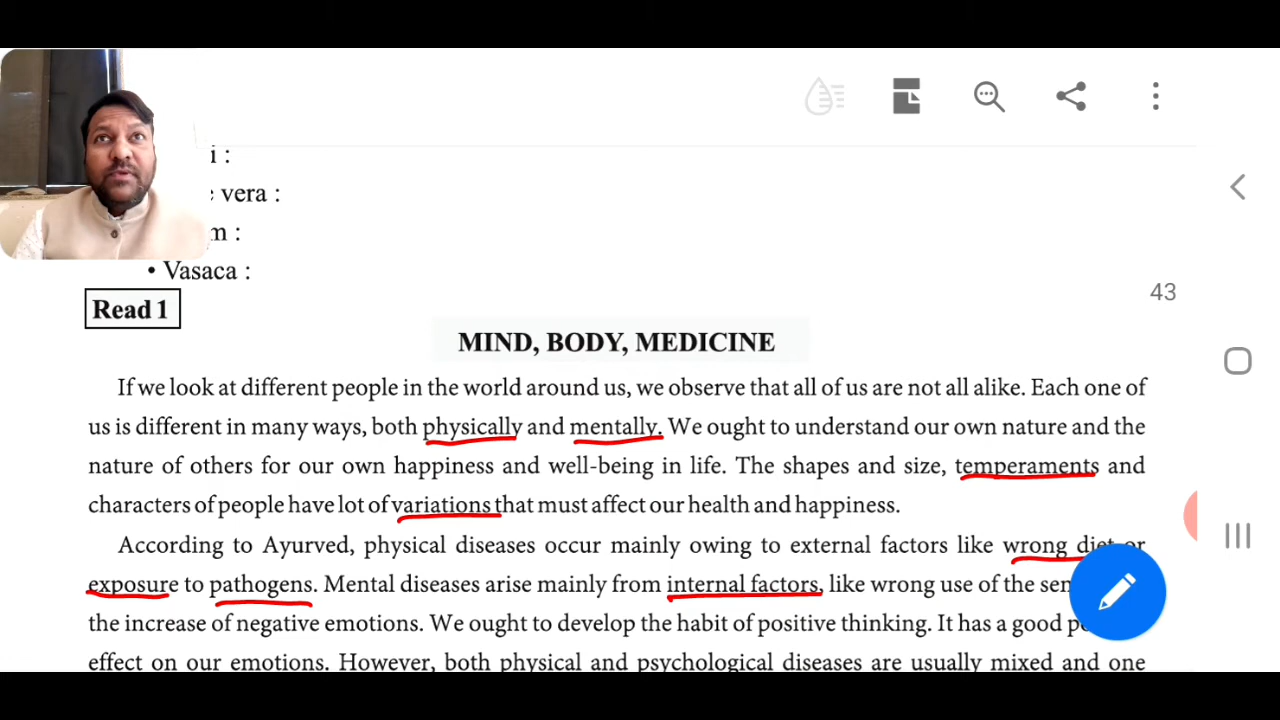 i :
vera :
m :
• Vasaca :
43
Read 1
MIND, BODY, MEDICINE
If we look at different people in the world around us, we observe that all of us are not all alike. Each one of
us is different in many ways, both physically and mentally. We ought to understand our own nature and the
nature of others for our own happiness and well-being in life. The shapes and size, temperaments and
characters of people have lot of variations that must affect our health and happiness.
According to Ayurved, physical diseases occur mainly owing to external factors like wrong diet or
exposure to pathogens. Mental diseases arise mainly from internal factors, like wrong use of the
the increase of negative emotions. We ought to develop the habit of positive thinking. It has a good
effect on our emotions. However, both physical and psychological diseases are usually mixed and one